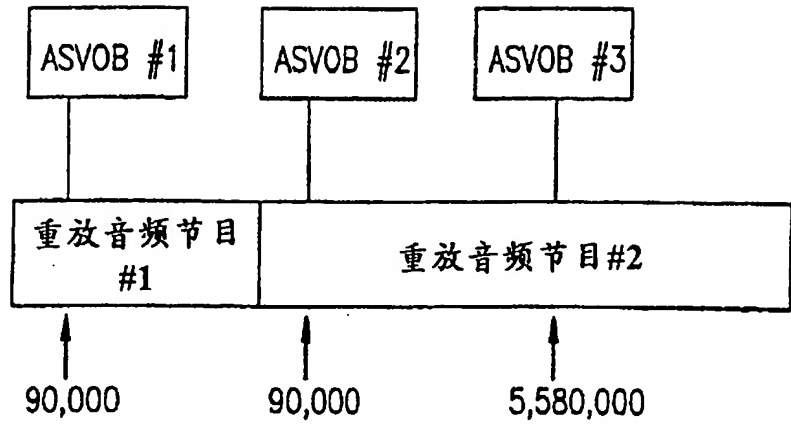 ASVOB #1
ASVOB #2
ASVOB #3
重放音频节目
#1
重放音频节目#2
90,000
90,000
5,580,000